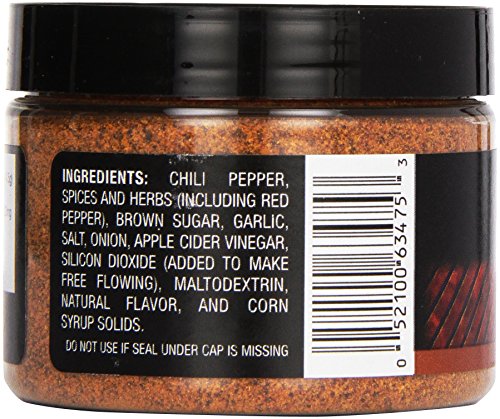 INGREDIENTS: CHILI PEPPER,
SPICES AND HERBS (INCLUDING RED
PEPPER), BROWN SUGAR, GARLIC,
SALT, ONION, APPLE CIDER VINEGAR,
SILICON DIOXIDE (ADDED TO MAKE
FREE FLOWING), MALTODEXTRIN,
NATURAL FLAVOR, AND CORN
SYRUP SOLIDS.
DO NOT USE IF SEAL UNDER CAP IS MISSING
0 52100 63475 3